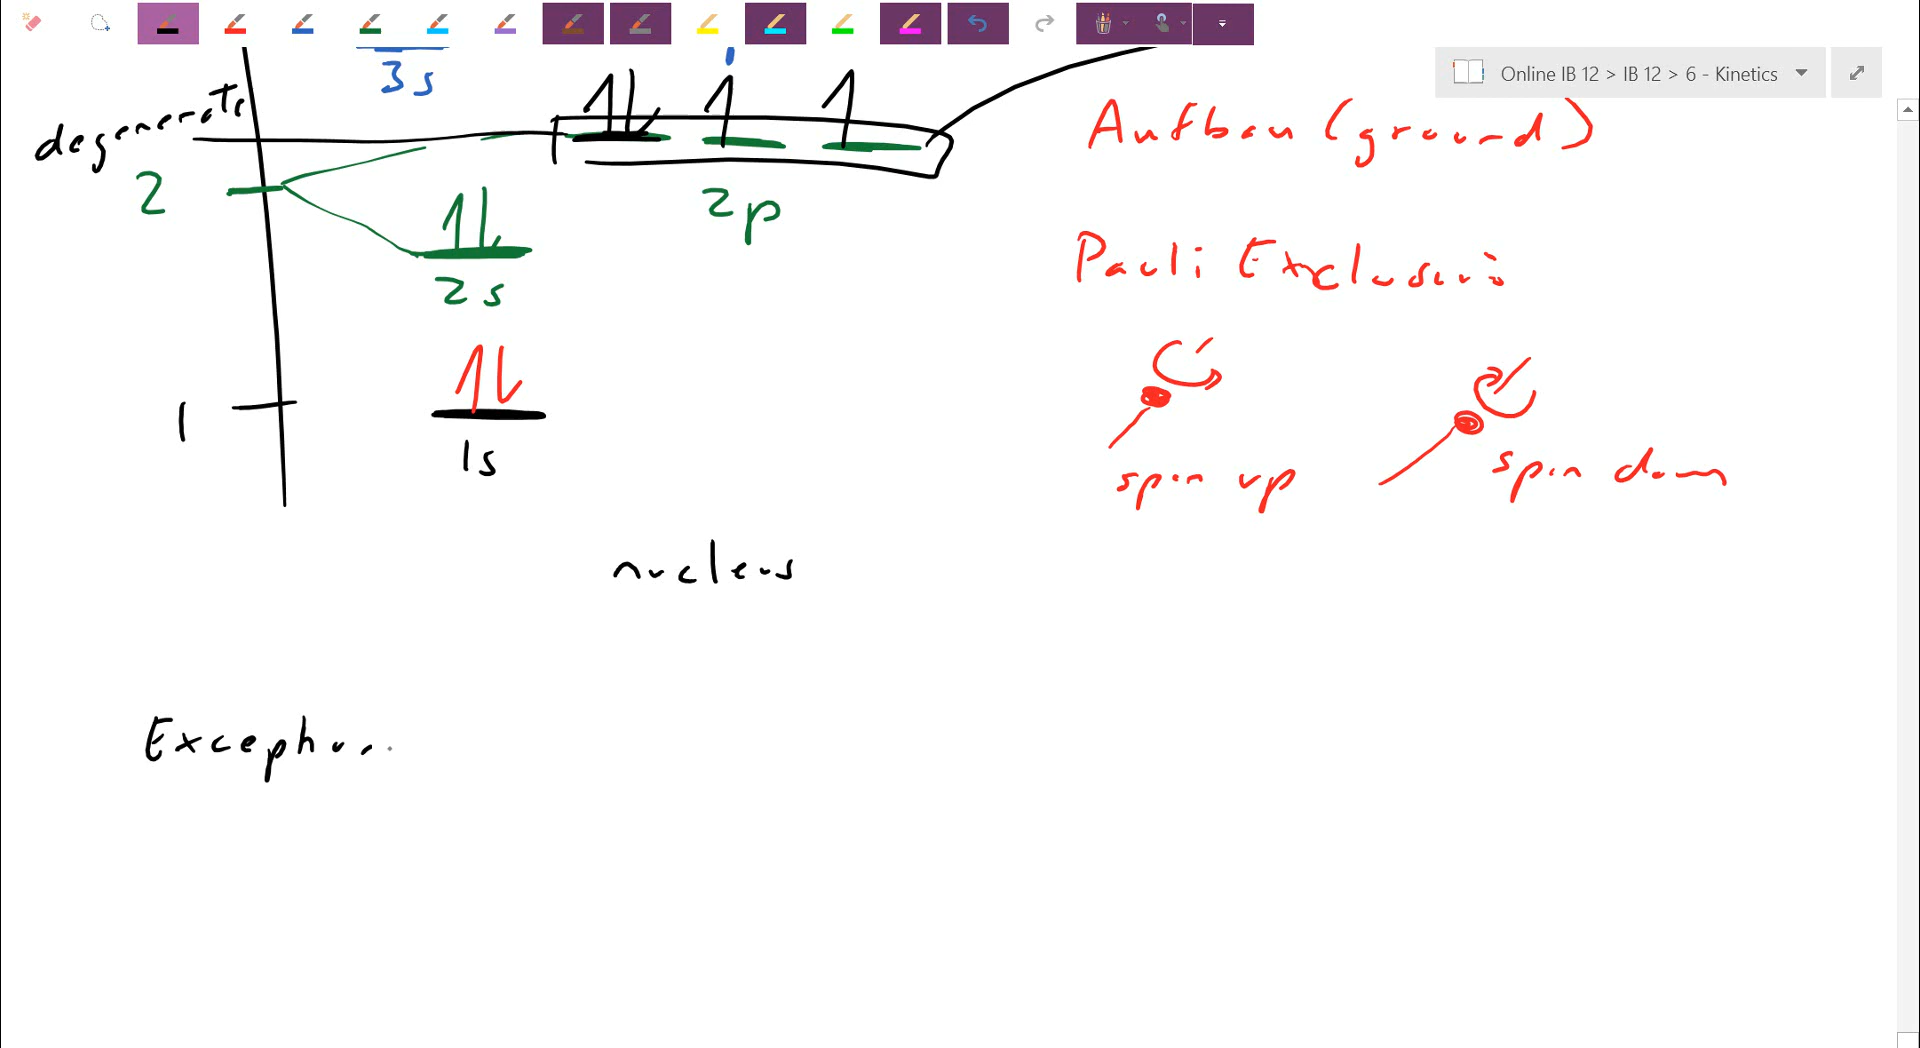 Online IB 12 > IB 12 > 6 - Kinetics
3s
degenerate
Aufbau (ground)
2
2p
2s
Pauli Exclusion
1
1s
spin up
spin down
nucleus
Exception